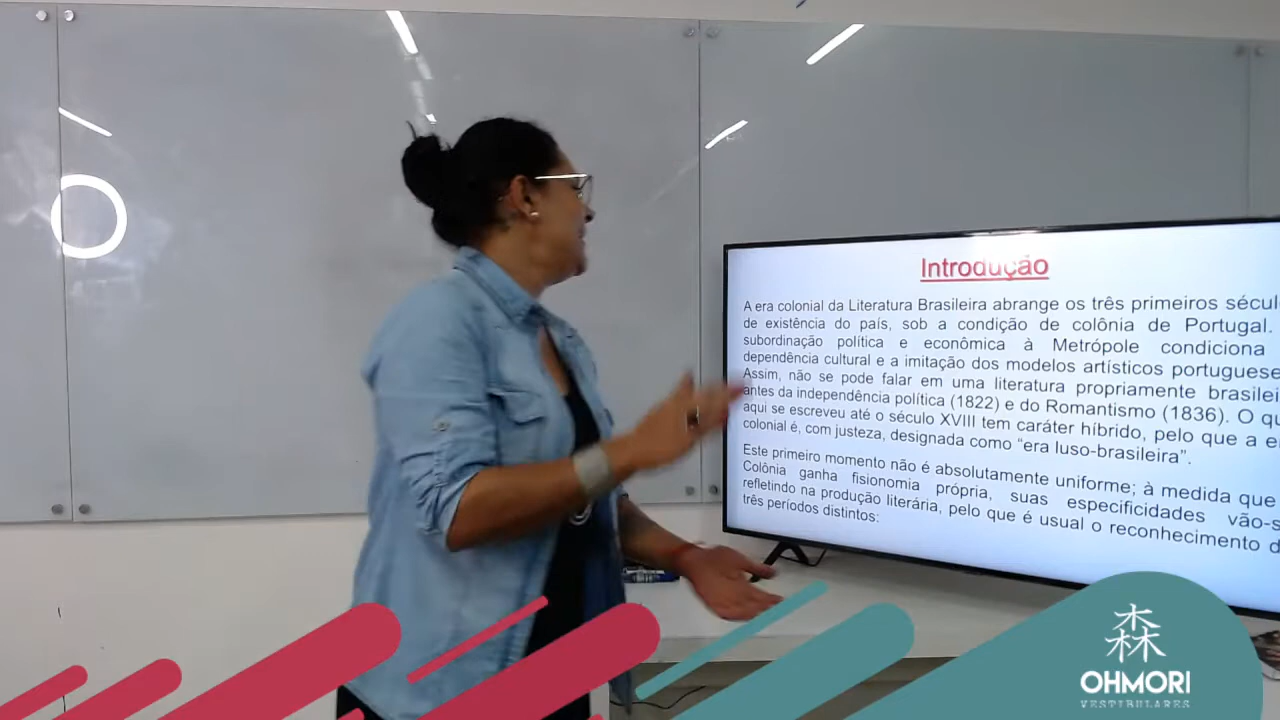 Introdução
A era colonial da Literatura Brasileira abrange os três primeiros sécul
de existência do país, sob a condição de colônia de Portugal.
subordinação política e econômica à Metrópole condiciona
dependência cultural e a imitação dos modelos artísticos portuguese
Assim, não se pode falar em uma literatura propriamente brasilei
antes da independência política (1822) e do Romantismo (1836). O qu
aqui se escreveu até o século XVIII tem caráter híbrido, pelo que a e
colonial é, com justeza, designada como “era luso-brasileira”.
Este primeiro momento não é absolutamente uniforme; à medida que
Colônia ganha fisionomia própria, suas especificidades vão-s
refletindo na produção literária, pelo que é usual o reconhecimento d
três períodos distintos:
森
OHMORI
VESTIBULARES